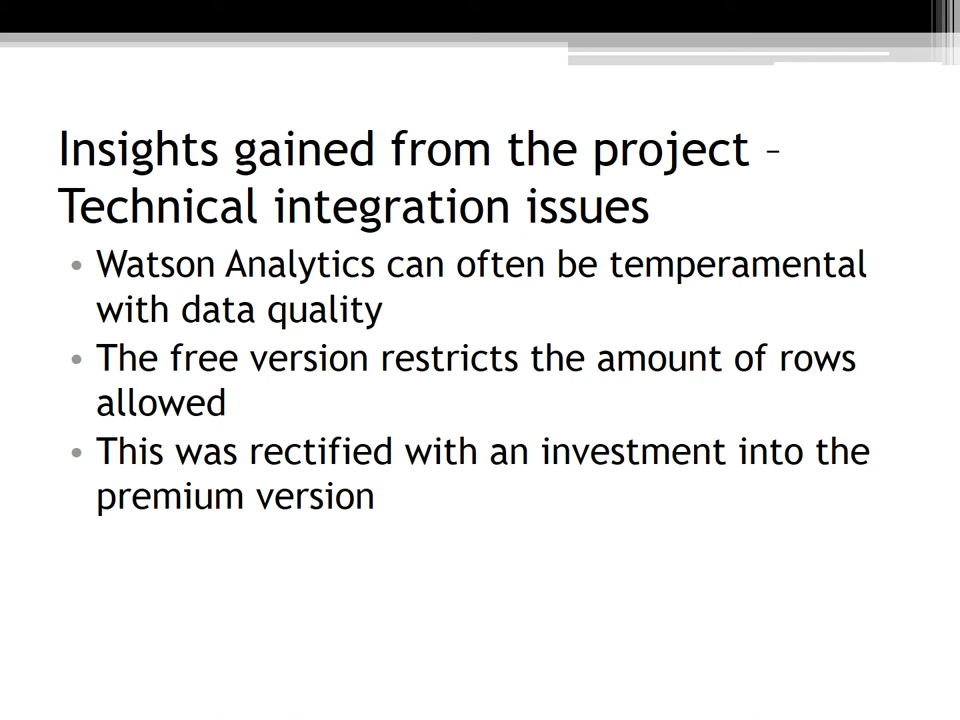 Insights gained from the project –
Technical integration issues
• Watson Analytics can often be temperamental
with data quality
• The free version restricts the amount of rows
allowed
• This was rectified with an investment into the
premium version